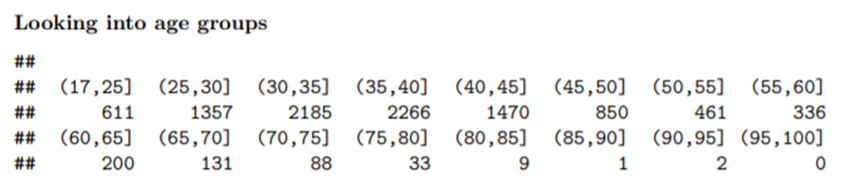 Looking into age groups
##
## (17,25] (25,30] (30,35] (35,40] (40,45] (45,50] (50,55] (55,60]
## 611 1357 2185 2266 1470 850 461 336
## (60,65] (65,70] (70,75] (75,80] (80,85] (85,90] (90,95] (95,100]
## 200 131 88 33 9 1 2 0